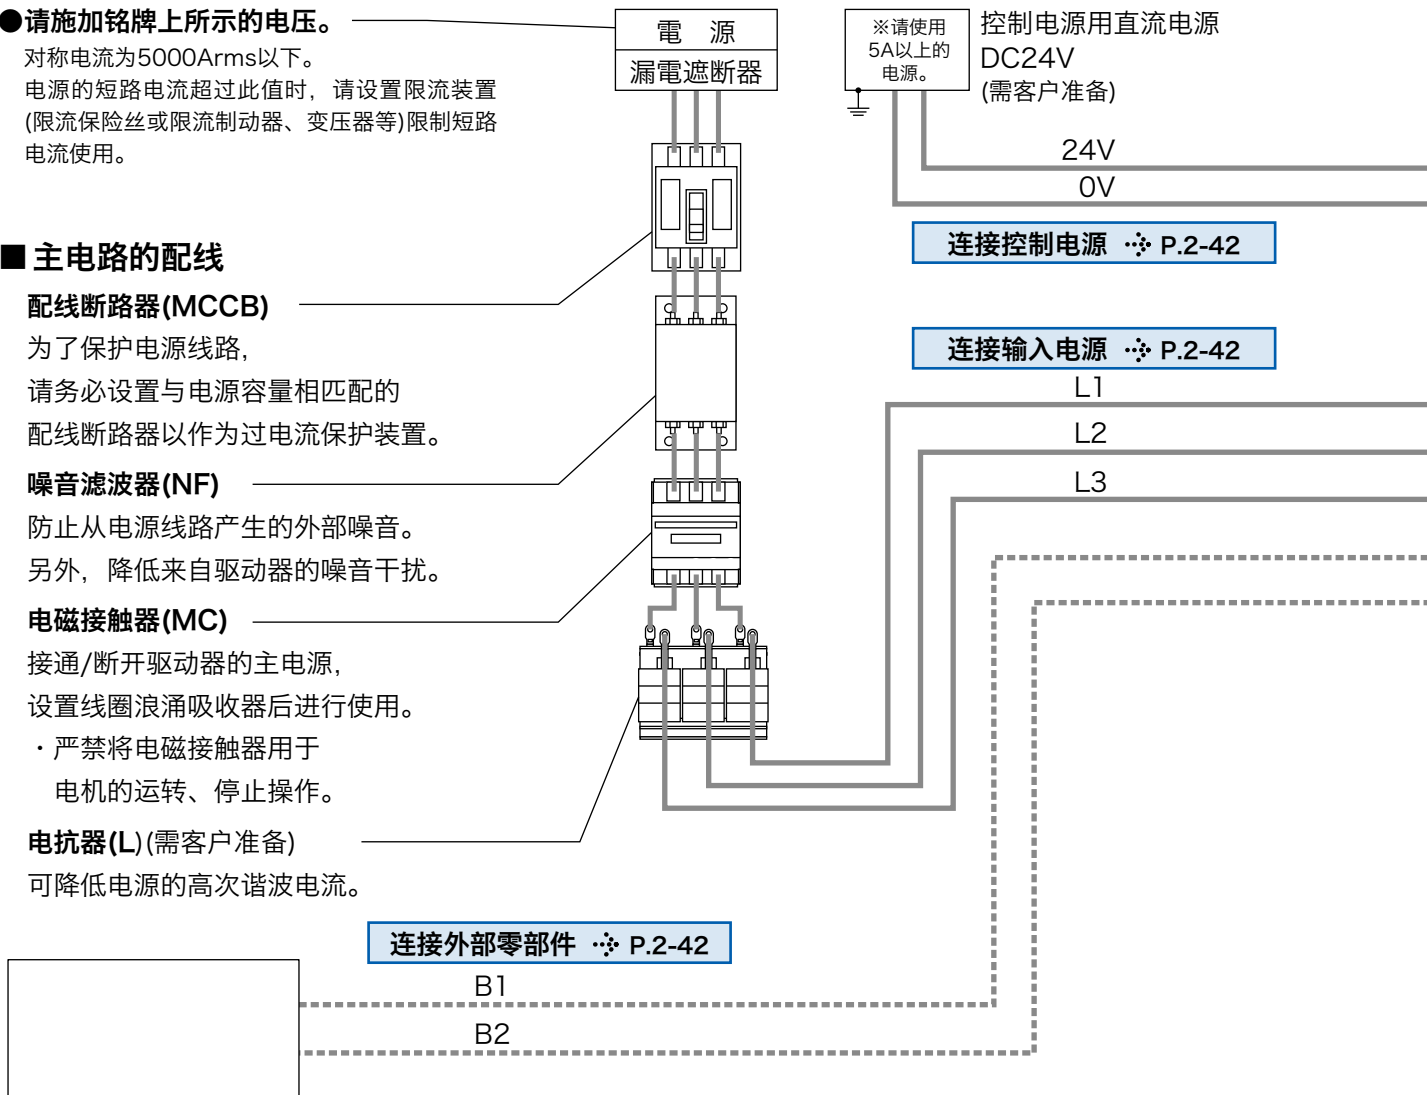 ●请施加铭牌上所示的电压。
对称电流为5000Arms以下。
电源的短路电流超过此值时，请设置限流装置
(限流保险丝或限流制动器、变压器等)限制短路
电流使用。
電 源
漏電遮断器
※请使用
5A以上的
电源。
控制电源用直流电源
DC24V
(需客户准备)
24V
0V
连接控制电源 P.2-42
■主电路的配线
配线断路器(MCCB)
为了保护电源线路，
请务必设置与电源容量相匹配的
配线断路器以作为过电流保护装置。
连接输入电源 P.2-42
L1
L2
L3
噪音滤波器(NF)
防止从电源线路产生的外部噪音。
另外，降低来自驱动器的噪音干扰。
电磁接触器(MC)
接通/断开驱动器的主电源，
设置线圈浪涌吸收器后进行使用。
・严禁将电磁接触器用于
电机的运转、停止操作。
电抗器(L)(需客户准备)
可降低电源的高次谐波电流。
连接外部零部件 P.2-42
B1
B2